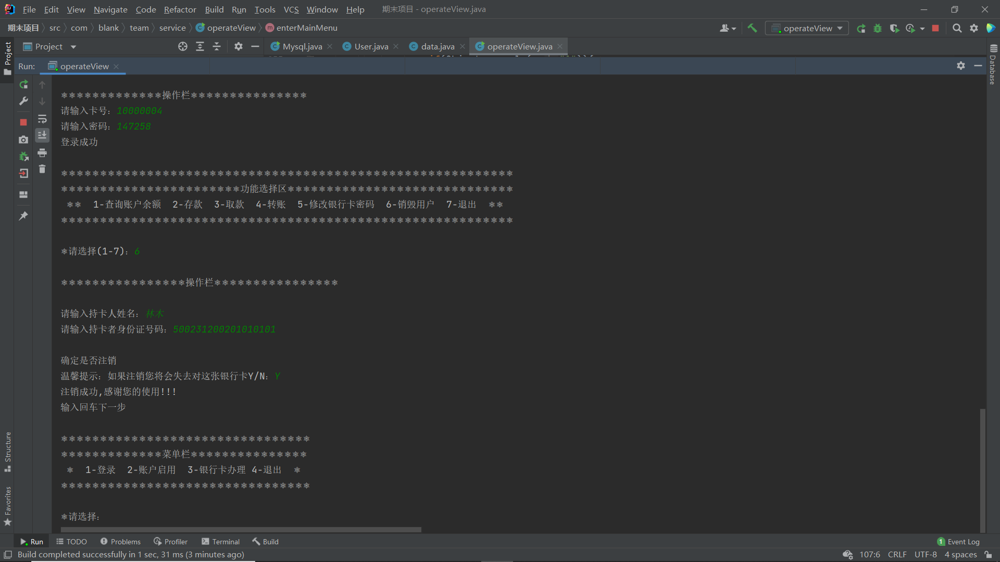 File Edit View Navigate Code Refactor Build Run Tools VCS Window Help 期末项目 - operateView.java
期末项目 src com blank team service operateView enterMainMenu operateView
Project Mysql.java User.java data.java operateView.java
Run: operateView
Project
Database
Structure
Favorites
*************操作栏***************
请输入卡号：10000004
请输入密码：147258
登录成功
**********************************************************
***********************功能选择区*****************************
** 1-查询账户余额 2-存款 3-取款 4-转账 5-修改银行卡密码 6-销毁用户 7-退出 **
**********************************************************
*请选择(1-7)：6
****************操作栏****************
请输入持卡人姓名：林木
请输入持卡者身份证号码：500231200201010101
确定是否注销
温馨提示：如果注销您将会失去对这张银行卡Y/N：Y
注销成功,感谢您的使用!!!
输入回车下一步
********************************
*************菜单栏***************
* 1-登录 2-账户启用 3-银行卡办理 4-退出 *
********************************
*请选择：
Run TODO Problems Profiler Terminal Build 1 Event Log
Build completed successfully in 1 sec, 31 ms (3 minutes ago) 107:6 CRLF UTF-8 4 spaces